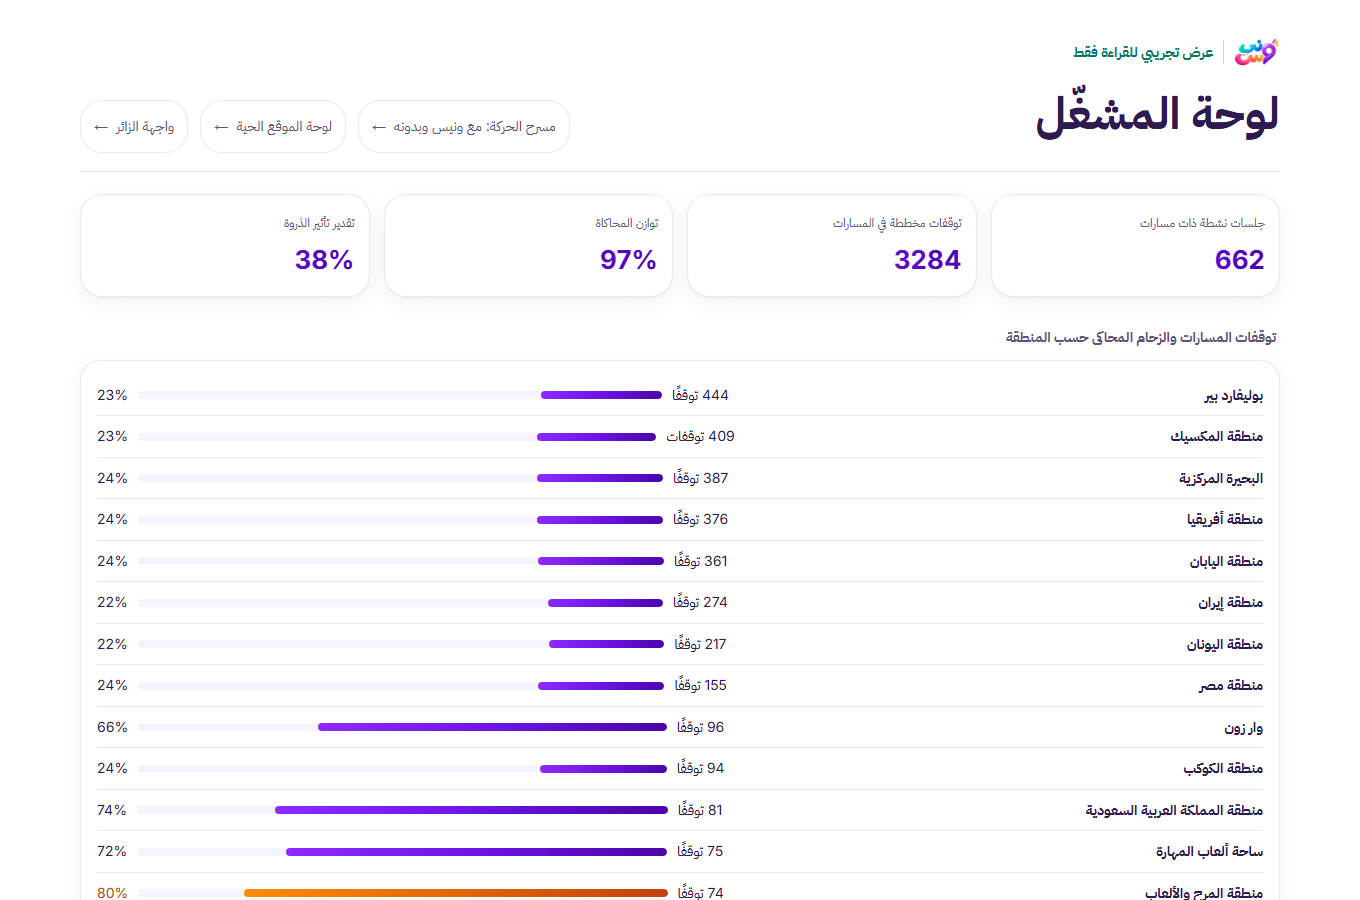 ونيس
عرض تجريبي للقراءة فقط
لوحة المشغّل
مسرح الحركة: مع ونيس وبدونه ←
لوحة الموقع الحية ←
واجهة الزائر ←
جلسات نشطة ذات مسارات
662
توقفات مخططة في المسارات
3284
توازن المحاكاة
97%
تقدير تأثير الذروة
38%
توقفات المسارات والزحام المحاكى حسب المنطقة
بوليفارد بير 444 توقفًا 23%
منطقة المكسيك 409 توقفات 23%
البحيرة المركزية 387 توقفًا 24%
منطقة أفريقيا 376 توقفًا 24%
منطقة اليابان 361 توقفًا 24%
منطقة إيران 274 توقفًا 22%
منطقة اليونان 217 توقفًا 22%
منطقة مصر 155 توقفًا 24%
وار زون 96 توقفًا 66%
منطقة الكوكب 94 توقفًا 24%
منطقة المملكة العربية السعودية 81 توقفًا 74%
ساحة ألعاب المهارة 75 توقفًا 72%
منطقة المرح والألعاب 74 توقفًا 80%